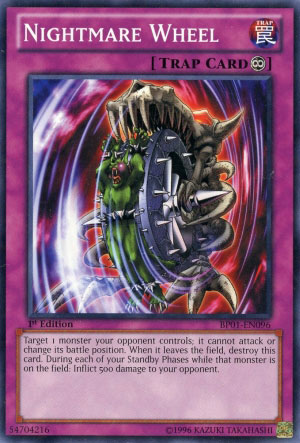 NIGHTMARE WHEEL
TRAP
罠
[TRAP CARD∞]
1st Edition
BP01-EN096
Target 1 monster your opponent controls; it cannot attack or
change its battle position. When it leaves the field, destroy this
card. During each of your Standby Phases while that monster is
on the field: Inflict 500 damage to your opponent.
54704216
©1996 KAZUKI TAKAHASHI